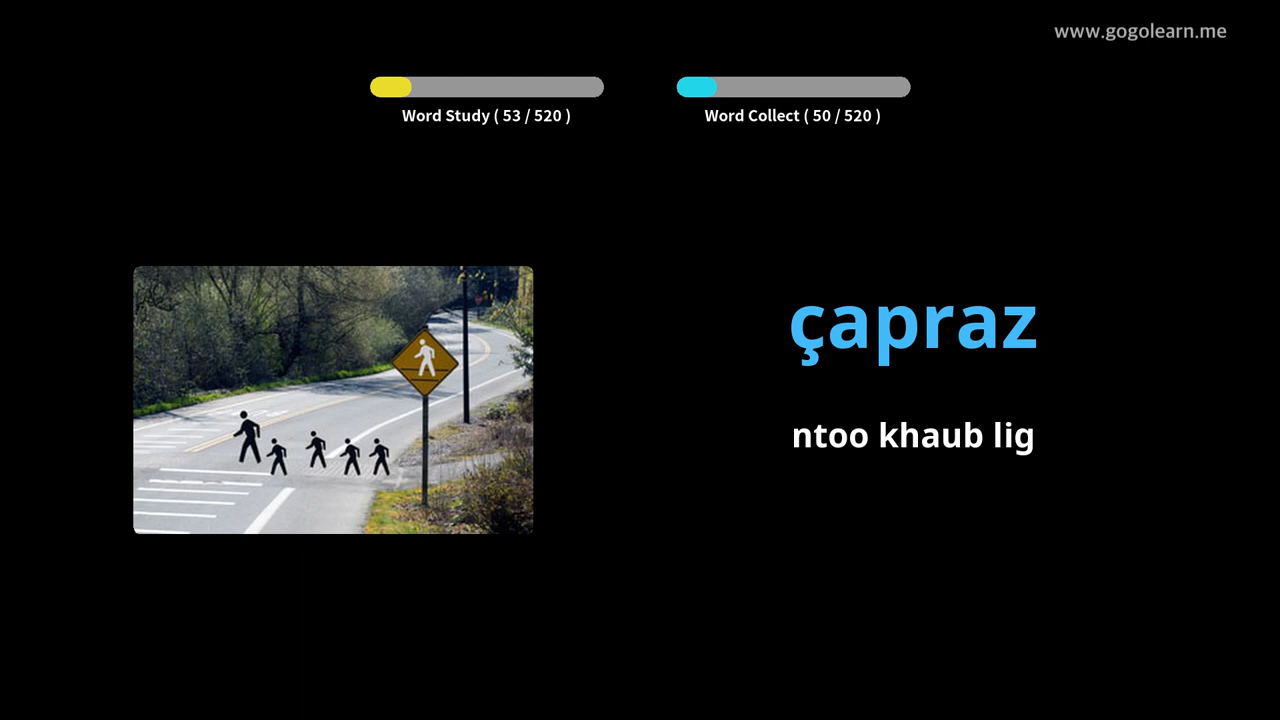 www.gogolearn.me
Word Study ( 53 / 520 )
Word Collect ( 50 / 520 )
çapraz
ntoo khaub lig